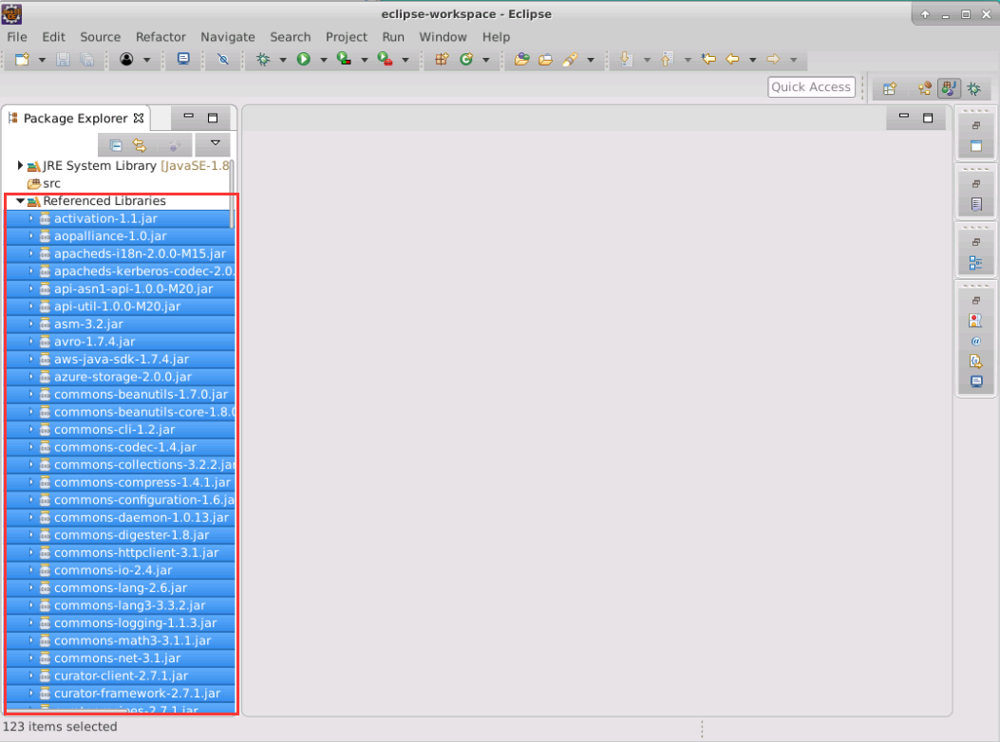 eclipse-workspace - Eclipse
File Edit Source Refactor Navigate Search Project Run Window Help
Quick Access
Package Explorer
JRE System Library [JavaSE-1.8
src
Referenced Libraries
activation-1.1.jar
aopalliance-1.0.jar
apacheds-i18n-2.0.0-M15.jar
apacheds-kerberos-codec-2.0.
api-asn1-api-1.0.0-M20.jar
api-util-1.0.0-M20.jar
asm-3.2.jar
avro-1.7.4.jar
aws-java-sdk-1.7.4.jar
azure-storage-2.0.0.jar
commons-beanutils-1.7.0.jar
commons-beanutils-core-1.8.0
commons-cli-1.2.jar
commons-codec-1.4.jar
commons-collections-3.2.2.jar
commons-compress-1.4.1.jar
commons-configuration-1.6.ja
commons-daemon-1.0.13.jar
commons-digester-1.8.jar
commons-httpclient-3.1.jar
commons-io-2.4.jar
commons-lang-2.6.jar
commons-lang3-3.3.2.jar
commons-logging-1.1.3.jar
commons-math3-3.1.1.jar
commons-net-3.1.jar
curator-client-2.7.1.jar
curator-framework-2.7.1.jar
123 items selected